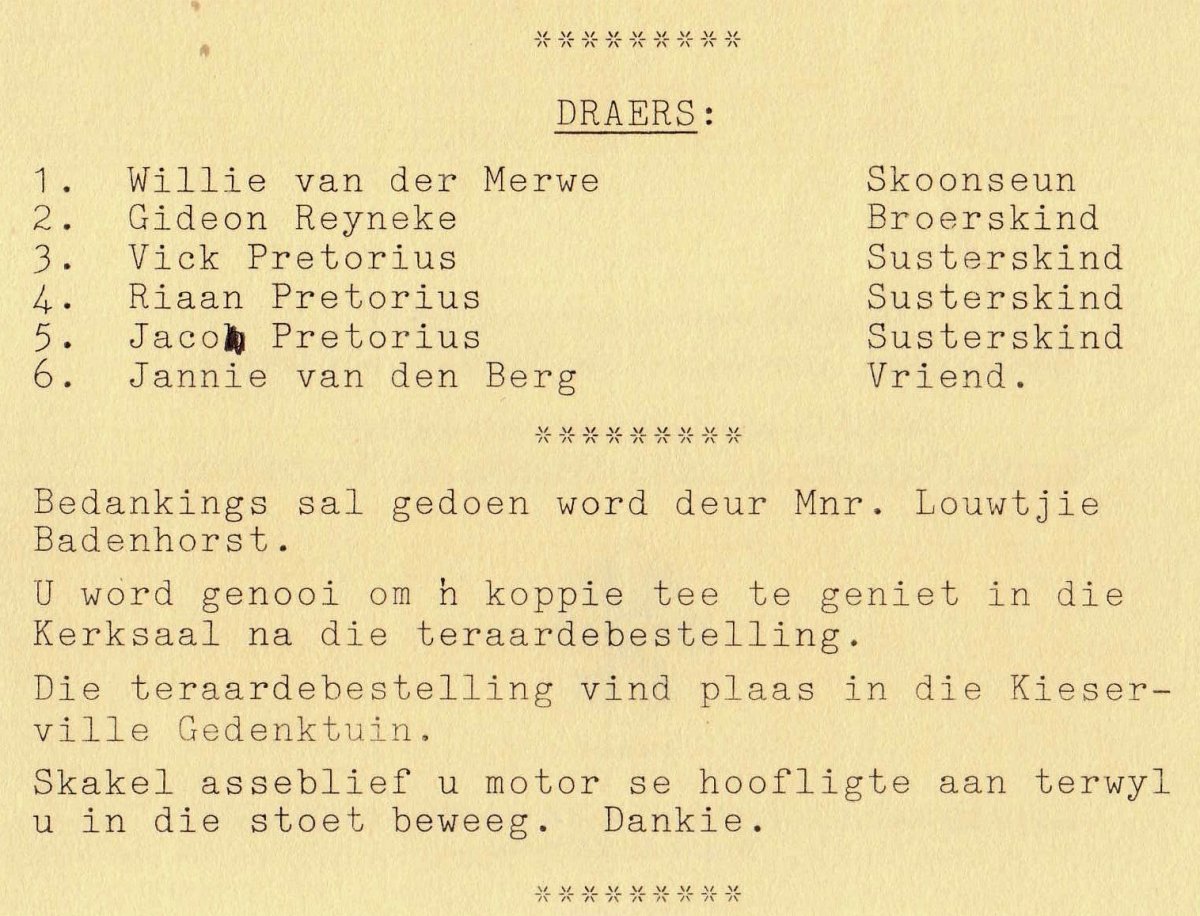 *********
DRAERS:
1. Willie van der Merwe Skoonseun
2. Gideon Reyneke Broerskind
3. Vick Pretorius Susterskind
4. Riaan Pretorius Susterskind
5. Jaco Pretorius Susterskind
6. Jannie van den Berg Vriend.
*********
Bedankings sal gedoen word deur Mnr. Louwtjie
Badenhorst.
U word genooi om 'n koppie tee te geniet in die
Kerksaal na die teraardebestelling.
Die teraardebestelling vind plaas in die Kieser-
ville Gedenktuin.
Skakel asseblief u motor se hoofligte aan terwyl
u in die stoet beweeg. Dankie.
*********